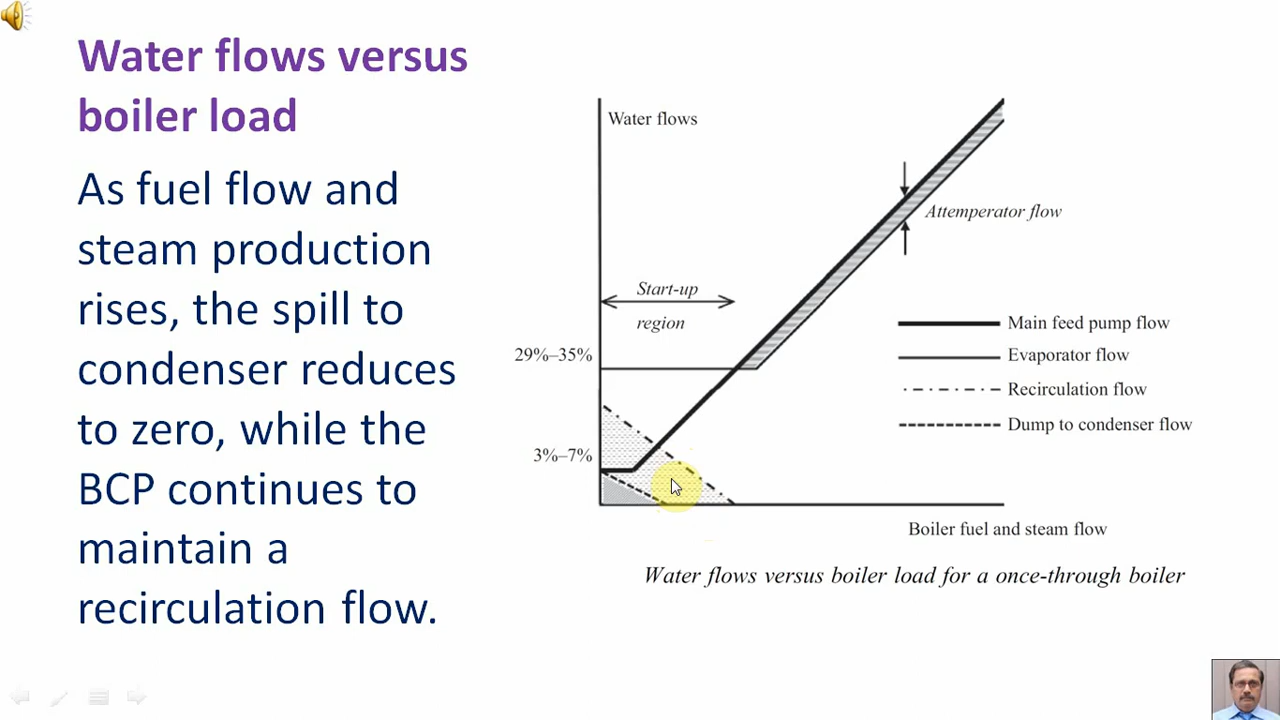 Water flows versus
boiler load
As fuel flow and
steam production
rises, the spill to
condenser reduces
to zero, while the
BCP continues to
maintain a
recirculation flow.
Water flows
Attemperator flow
Start-up
region
29%–35%
3%–7%
Main feed pump flow
Evaporator flow
Recirculation flow
Dump to condenser flow
Boiler fuel and steam flow
Water flows versus boiler load for a once-through boiler